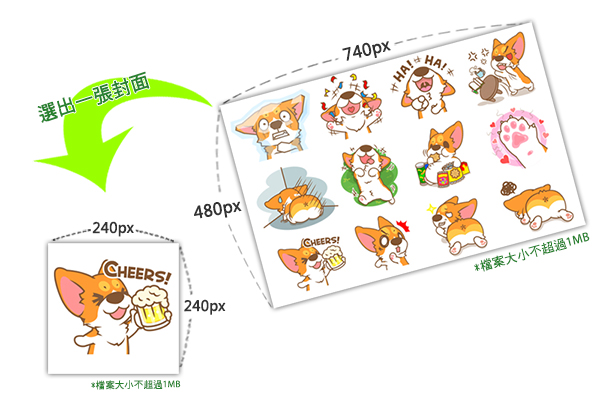 740px
選出一張封面
HA! HA!
480px
240px
CHEERS!
CHEERS!
240px
*檔案大小不超過1MB
*檔案大小不超過1MB